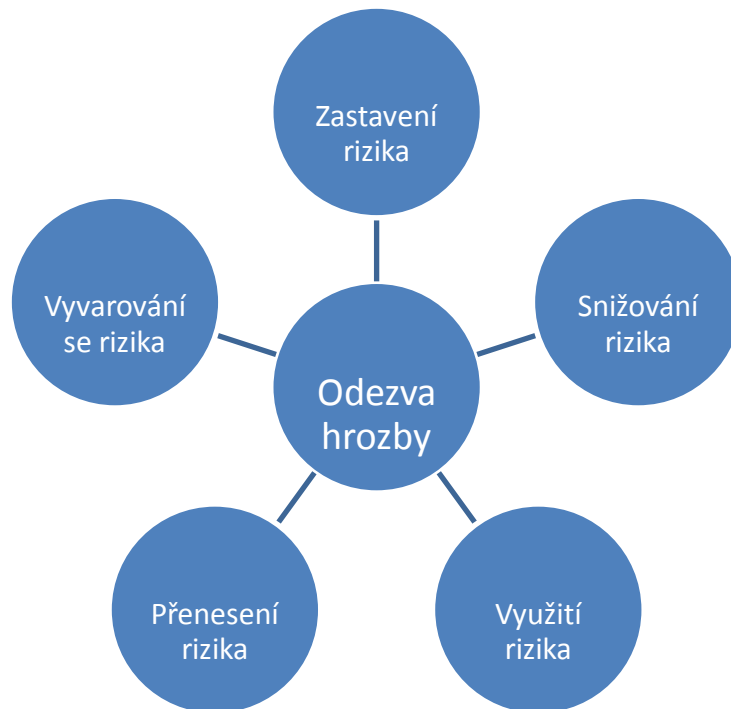 Zastavení
rizika
Vyvarování
se rizika
Snižování
rizika
Odezva
hrozby
Přenesení
rizika
Využití
rizika